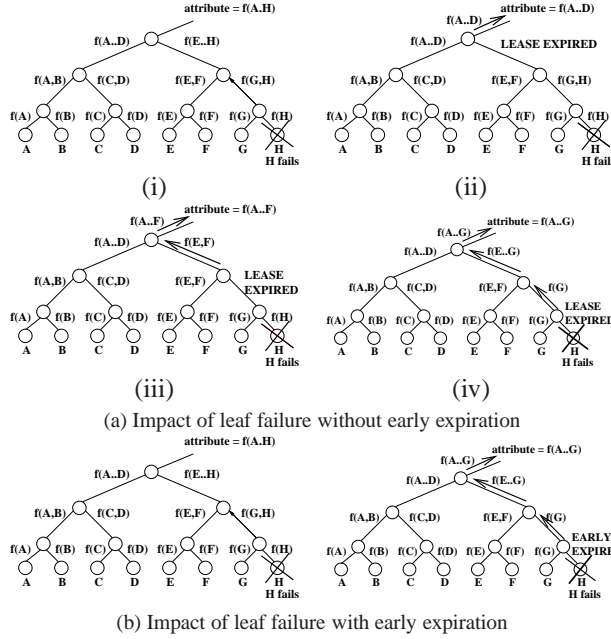 attribute = f(A.H)
f(A..D) f(E..H)
f(A,B) f(C,D) f(E,F) f(G,H)
f(A) f(B) f(C) f(D) f(E) f(F) f(G) f(H)
A B C D E F G H
H fails
(i)
f(A..D) attribute = f(A..D)
f(A..D) LEASE EXPIRED
f(A,B) f(C,D) f(E,F) f(G,H)
f(A) f(B) f(C) f(D) f(E) f(F) f(G) f(H)
A B C D E F G H
H fails
(ii)
f(A..F) attribute = f(A..F)
f(A..D) f(E,F)
f(A,B) f(C,D) f(E,F) LEASE
EXPIRED
f(A) f(B) f(C) f(D) f(E) f(F) f(G) f(H)
A B C D E F G H
H fails
(iii)
attribute = f(A..G)
f(A..G)
f(A..D) f(E..G)
f(A,B) f(C,D) f(E,F) f(G)
LEASE
f(A) f(B) f(C) f(D) f(E) f(F) f(G) EXPIRED
A B C D E F G H
H fails
(iv)
(a) Impact of leaf failure without early expiration
attribute = f(A.H)
f(A..D) f(E..H)
f(A,B) f(C,D) f(E,F) f(G,H)
f(A) f(B) f(C) f(D) f(E) f(F) f(G) f(H)
A B C D E F G H
H fails
attribute = f(A..G)
f(A..G)
f(A..D) f(E..G)
f(A,B) f(C,D) f(E,F) f(G)
EARLY
f(A) f(B) f(C) f(D) f(E) f(F) f(G) EXPIRE
A B C D E F G H
H fails
(b) Impact of leaf failure with early expiration